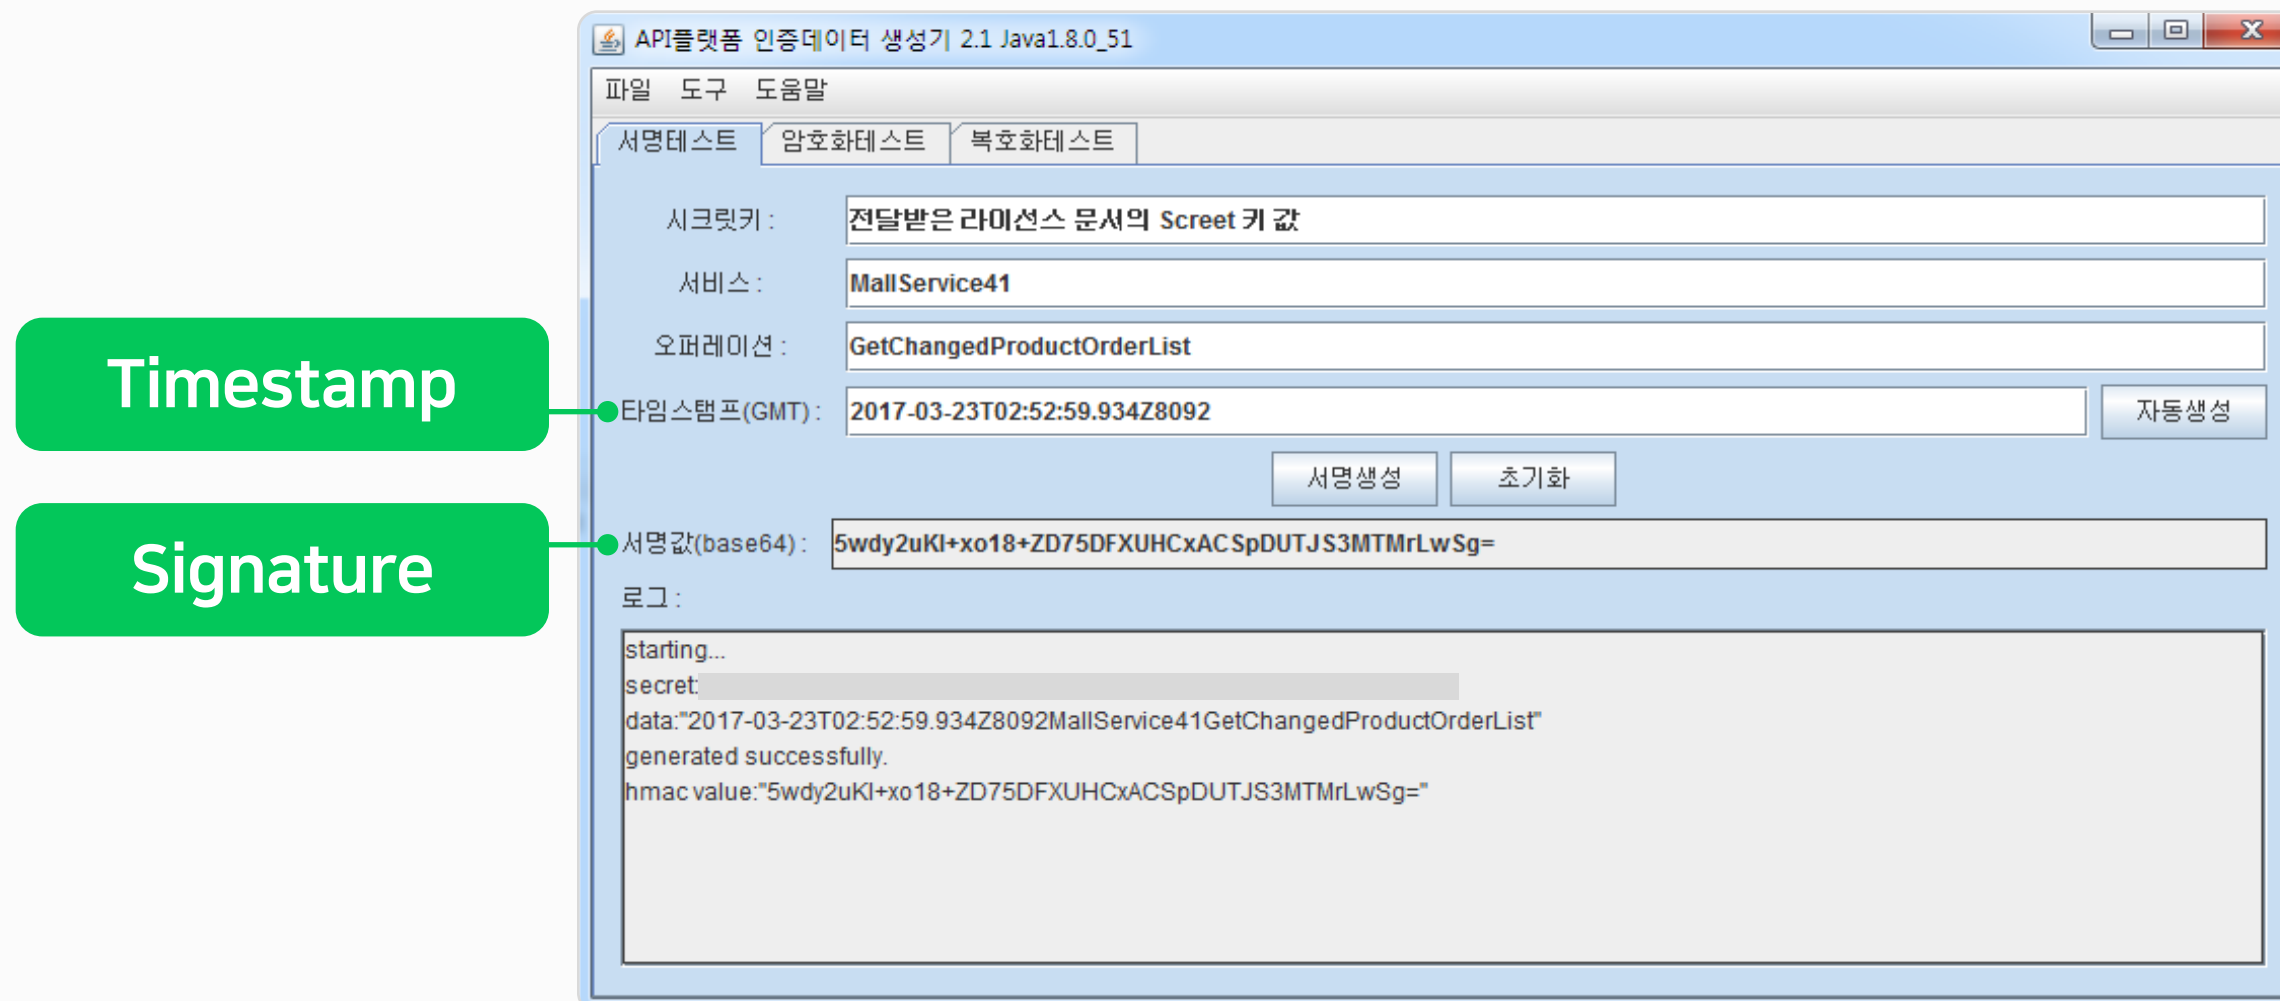 API플랫폼 인증데이터 생성기 2.1 Java1.8.0_51
파일 도구 도움말
서명테스트 암호화테스트 복호화테스트
시크릿키 : 전달받은 라이선스 문서의 Screet 키 값
서비스 : MallService41
오퍼레이션 : GetChangedProductOrderList
Timestamp
타임스탬프(GMT) : 2017-03-23T02:52:59.934Z8092 자동생성
서명생성 초기화
Signature
서명값(base64) : 5wdy2uKl+xo18+ZD75DFXUHCxACSpDUTJS3MTMrLwSg=
로그 :
starting...
secret:
data:"2017-03-23T02:52:59.934Z8092MallService41GetChangedProductOrderList"
generated successfully.
hmac value:"5wdy2uKl+xo18+ZD75DFXUHCxACSpDUTJS3MTMrLwSg="